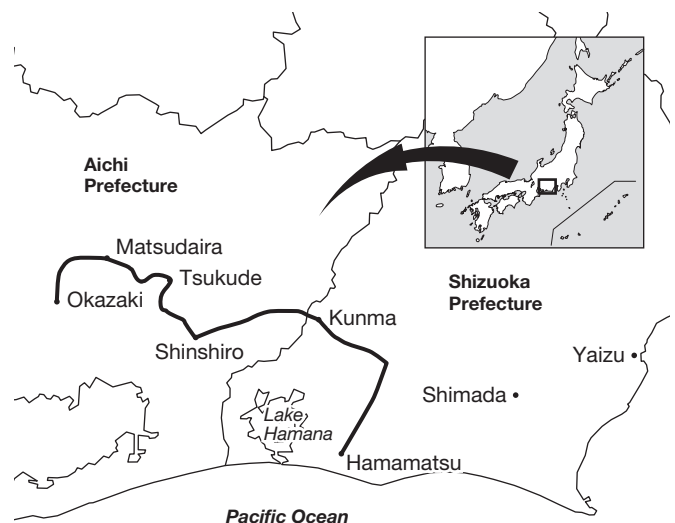 Aichi
Prefecture
Matsudaira
Tsukude
Okazaki
Shizuoka
Prefecture
Kunma
Shinshiro
Yaizu
Shimada
Lake
Hamana
Hamamatsu
Pacific Ocean